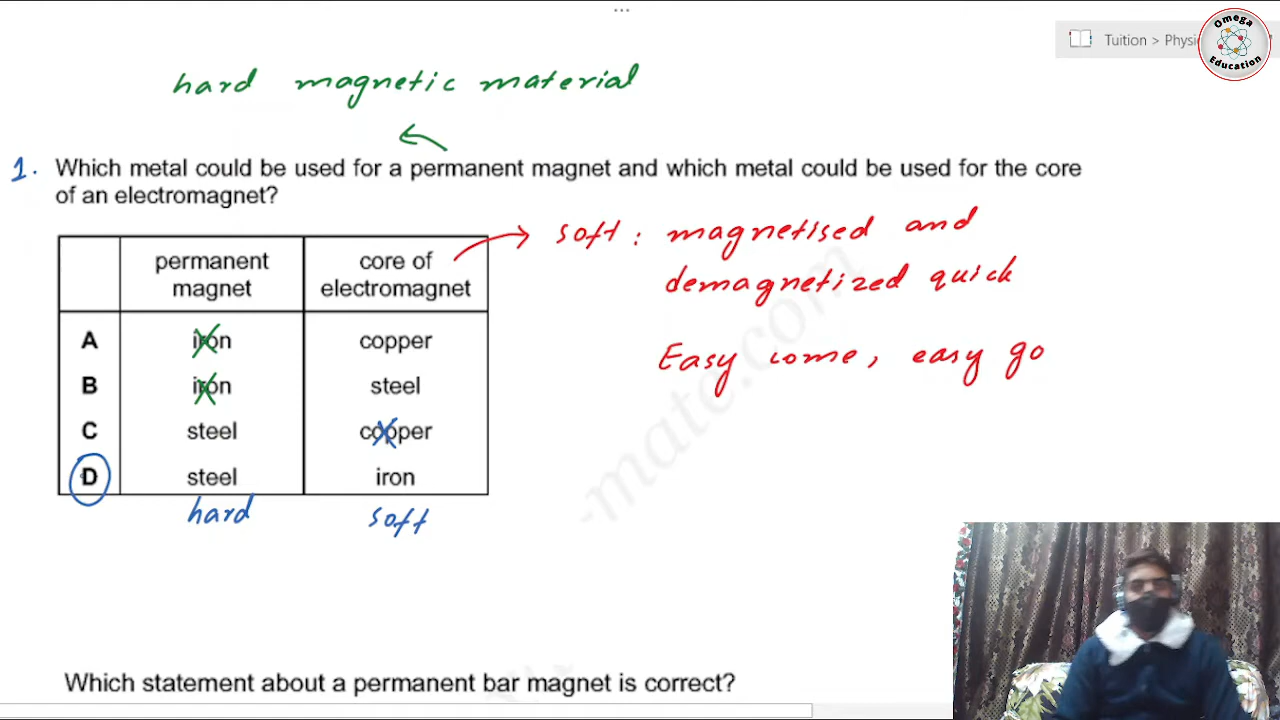 ...
Tuition > Physi
Omega
Education
hard magnetic material
1. Which metal could be used for a permanent magnet and which metal could be used for the core
of an electromagnet?
permanent magnet
core of electromagnet
A iron copper
B iron steel
C steel copper
D steel iron
hard soft
soft : magnetised and
demagnetized quick
Easy come, easy go
-mate.com
Which statement about a permanent bar magnet is correct?